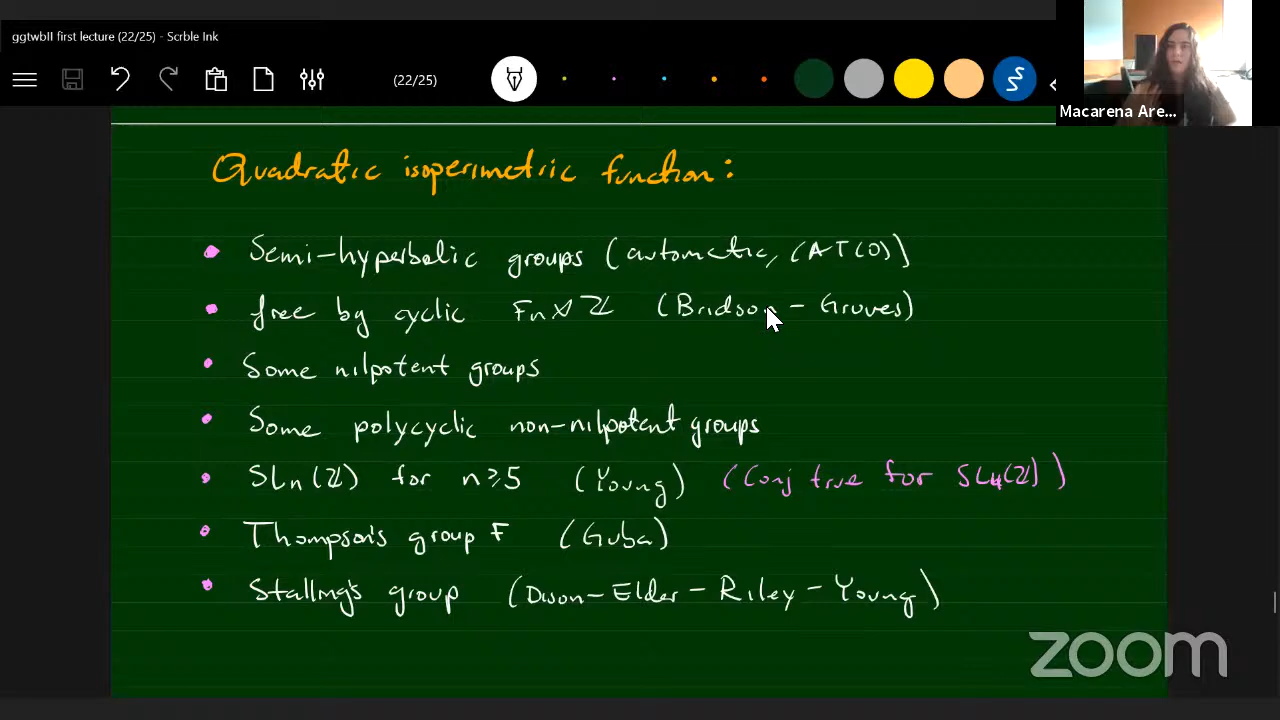 ggtwbII first lecture (22/25) - Scrble Ink
(22/25)
Macarena Are...
Quadratic isoperimetric function:
• Semi-hyperbolic groups (automatic, CAT(0))
• free by cyclic Fn ⋊ ℤ (Bridson - Groves)
• Some nilpotent groups
• Some polycyclic non-nilpotent groups
• SLn(ℤ) for n≥5 (Young) (Conj true for SL4(ℤ))
• Thompson's group F (Guba)
• Stalling's group (Dison - Elder - Riley - Young)
zoom